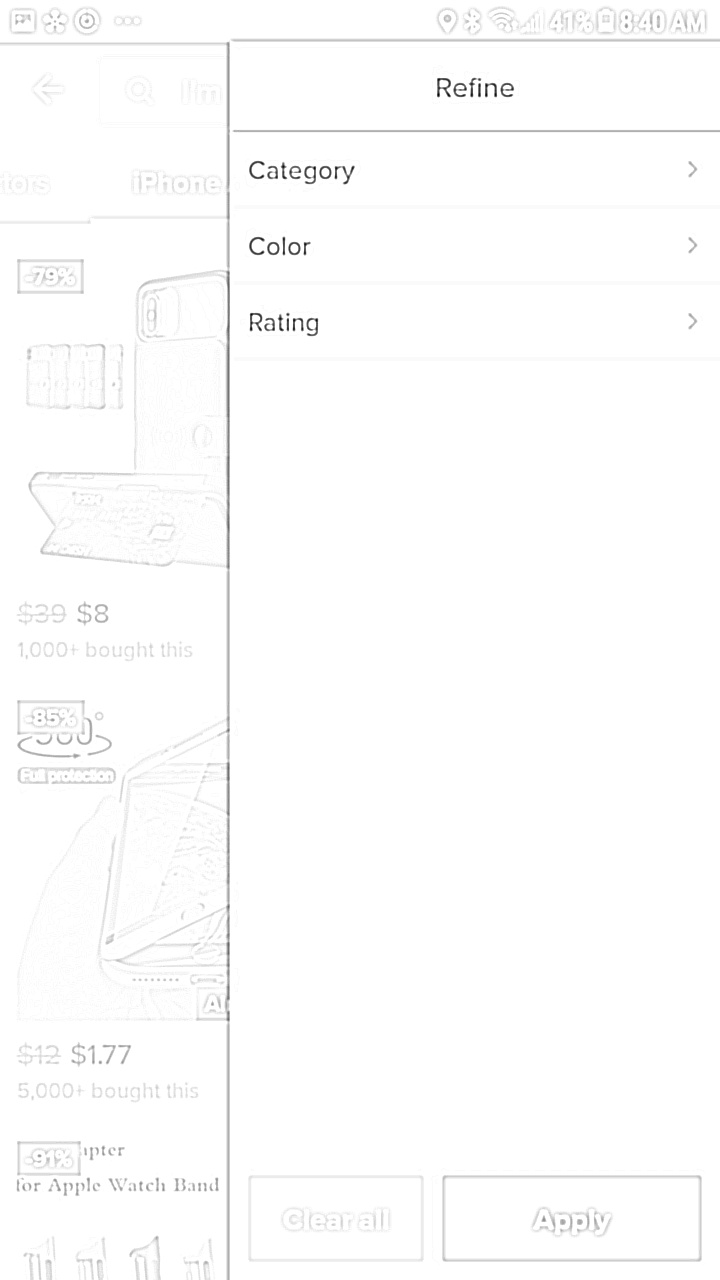 41% 8:40 AM
I'm
Refine
tors
iPhone
Category
Color
Rating
-79%
$39 $8
1,000+ bought this
-85%
360°
Full protection
$12 $1.77
5,000+ bought this
-91%
apter
for Apple Watch Band
Clear all
Apply